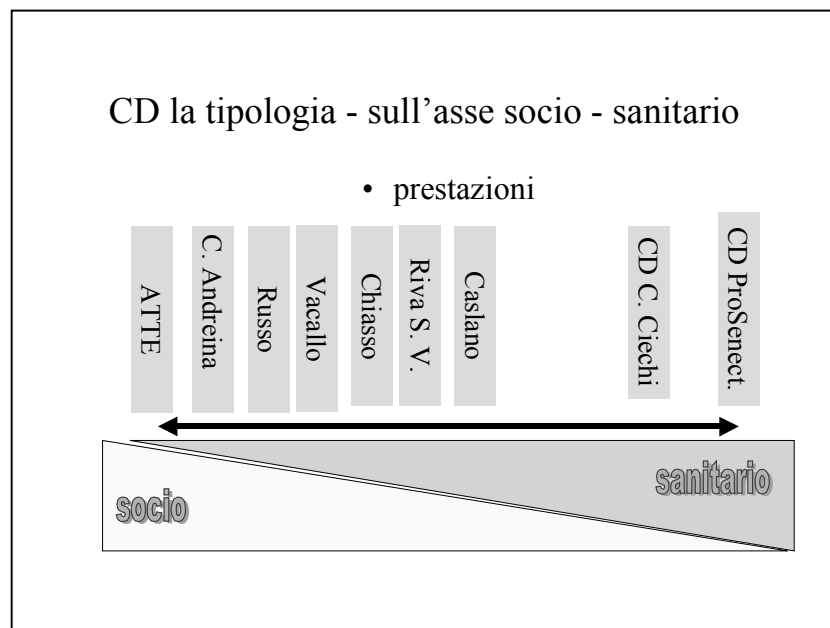 CD la tipologia - sull’asse socio - sanitario
• prestazioni
ATTE
C. Andreina
Russo
Vacallo
Chiasso
Riva S. V.
Caslano
CD C. Ciechi
CD ProSenect.
sanitario
socio